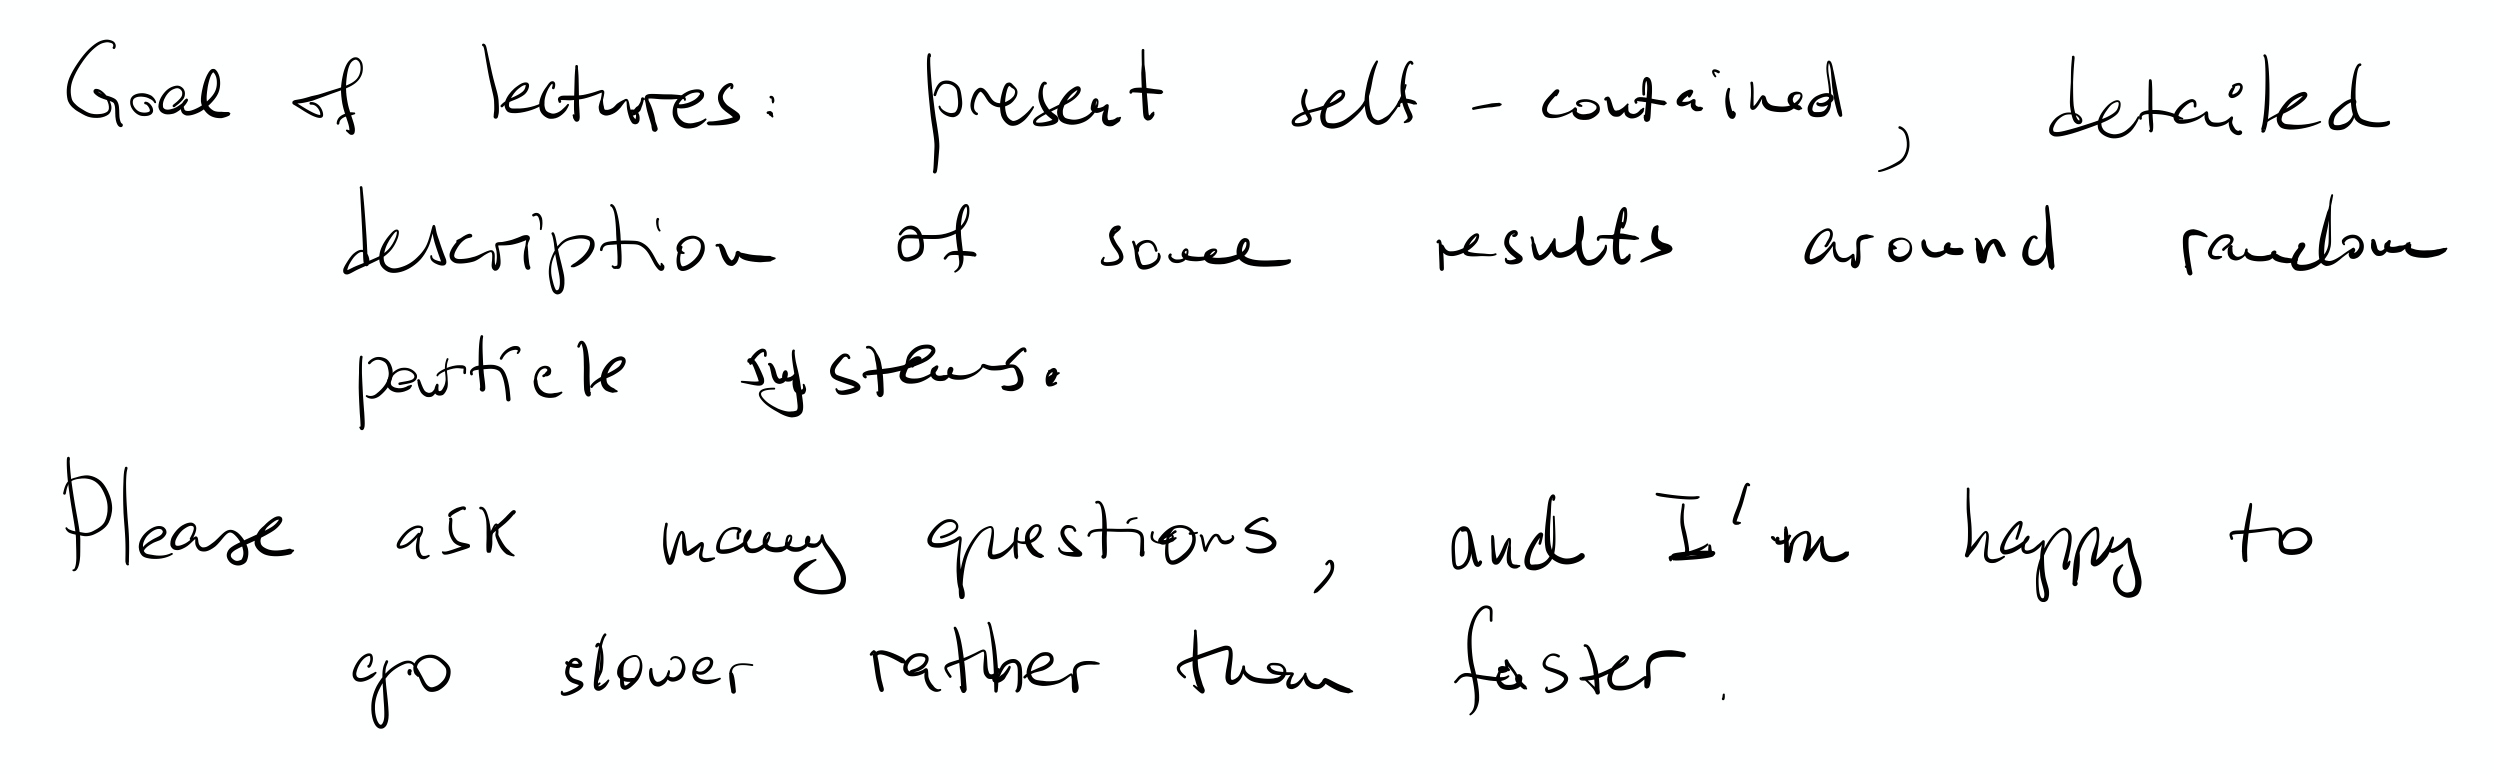 Goal of lectures : present self-contained, detailed
description of some results around random
particle systems.
Please ask many questions, and I'm happy to
go slower rather than faster.